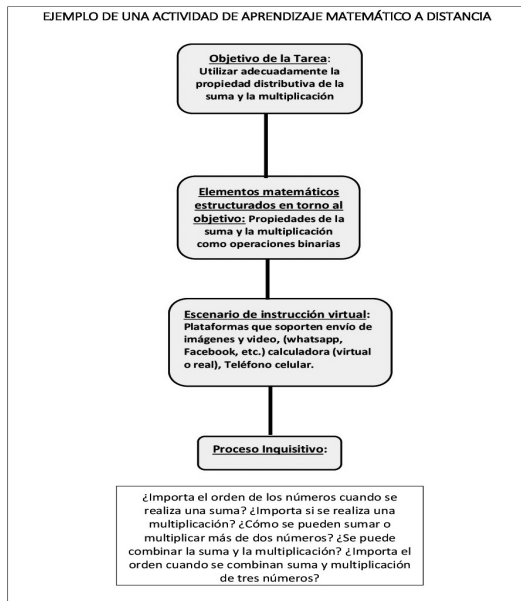 EJEMPLO DE UNA ACTIVIDAD DE APRENDIZAJE MATEMÁTICO A DISTANCIA
Objetivo de la Tarea:
Utilizar adecuadamente la
propiedad distributiva de la
suma y la multiplicación
Elementos matemáticos
estructurados en torno al
objetivo: Propiedades de la
suma y la multiplicación
como operaciones binarias
Escenario de instrucción virtual:
Plataformas que soporten envío de
imágenes y video, (whatsapp,
Facebook, etc.) calculadora (virtual
o real), Teléfono celular.
Proceso Inquisitivo:
¿Importa el orden de los números cuando se
realiza una suma? ¿Importa si se realiza una
multiplicación? ¿Cómo se pueden sumar o
multiplicar más de dos números? ¿Se puede
combinar la suma y la multiplicación? ¿Importa el
orden cuando se combinan suma y multiplicación
de tres números?